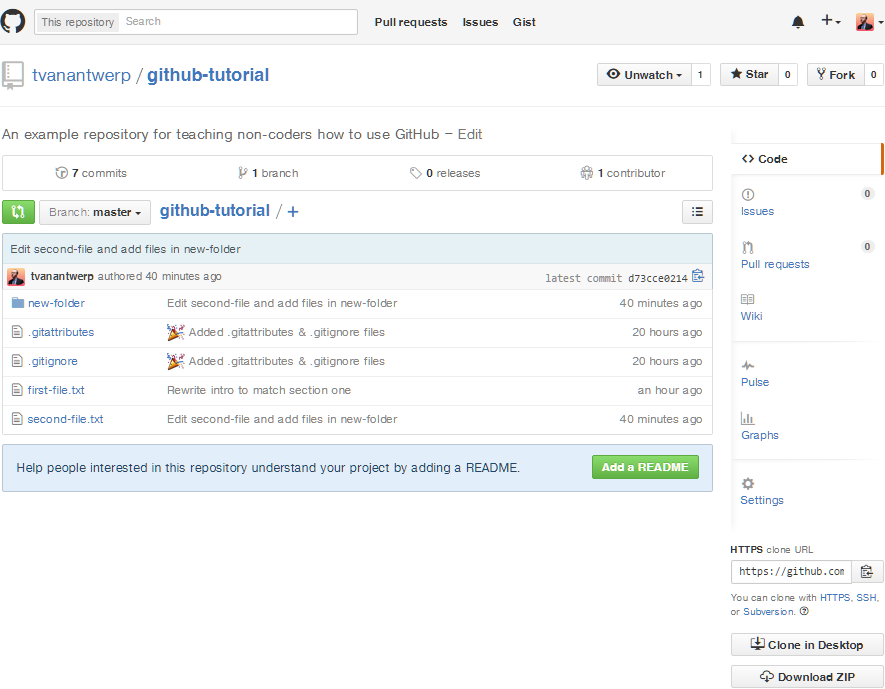 This repository Search Pull requests Issues Gist
tvanantwerp / github-tutorial Unwatch 1 Star 0 Fork 0
An example repository for teaching non-coders how to use GitHub – Edit
7 commits 1 branch 0 releases 1 contributor
Branch: master github-tutorial / +
Edit second-file and add files in new-folder
tvanantwerp authored 40 minutes ago latest commit d73cce0214
new-folder Edit second-file and add files in new-folder 40 minutes ago
.gitattributes Added .gitattributes & .gitignore files 20 hours ago
.gitignore Added .gitattributes & .gitignore files 20 hours ago
first-file.txt Rewrite intro to match section one an hour ago
second-file.txt Edit second-file and add files in new-folder 40 minutes ago
Help people interested in this repository understand your project by adding a README. Add a README
Code
Issues 0
Pull requests 0
Wiki
Pulse
Graphs
Settings
HTTPS clone URL
https://github.com
You can clone with HTTPS, SSH,
or Subversion.
Clone in Desktop
Download ZIP